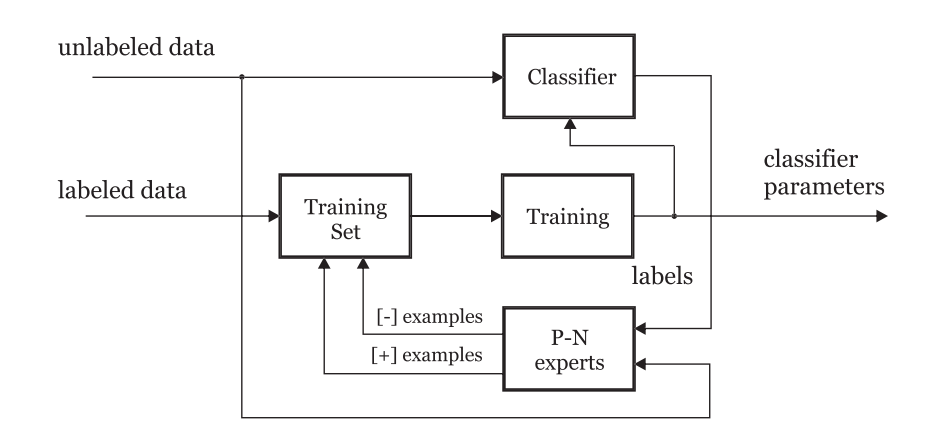 unlabeled data
Classifier
classifier
parameters
labeled data
Training
Set
Training
labels
[-] examples
[+] examples
P-N
experts